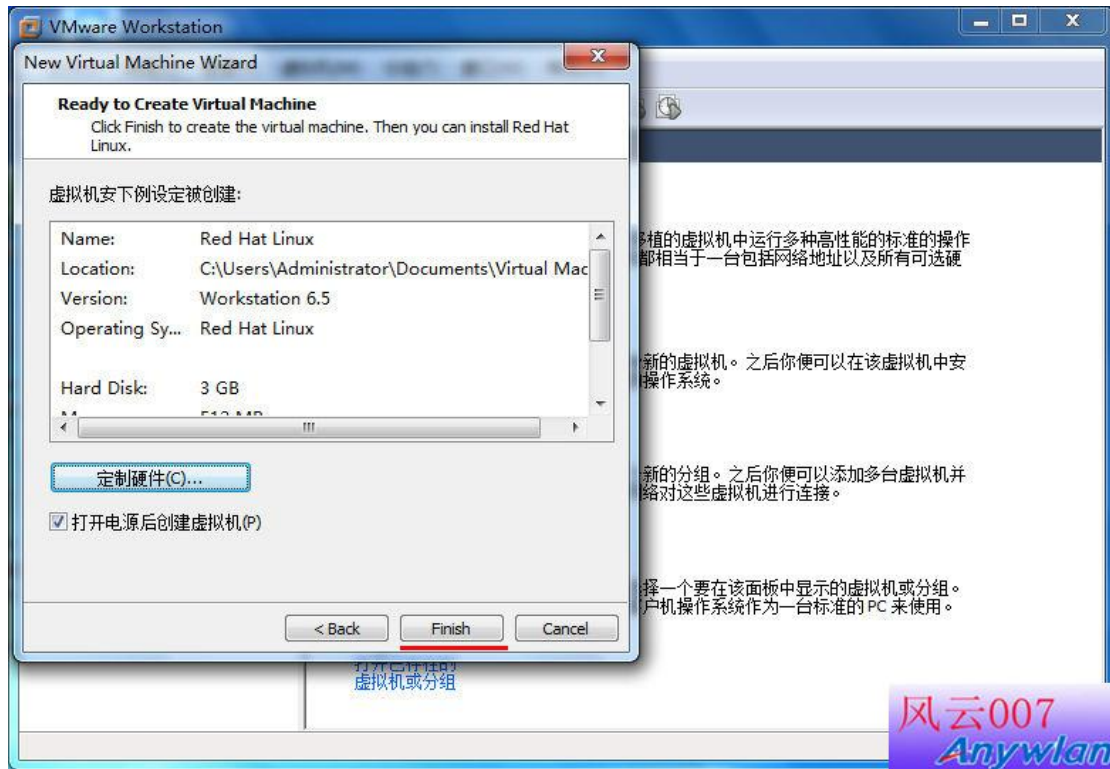 VMware Workstation
New Virtual Machine Wizard
Ready to Create Virtual Machine
Click Finish to create the virtual machine. Then you can install Red Hat
Linux.
虚拟机安下例设定被创建:
Name: Red Hat Linux
Location: C:\Users\Administrator\Documents\Virtual Mac
Version: Workstation 6.5
Operating Sy... Red Hat Linux
Hard Disk: 3 GB
512 MB
定制硬件(C)...
打开电源后创建虚拟机(P)
< Back Finish Cancel
移植的虚拟机中运行多种高性能的标准的操作
都相当于一台包括网络地址以及所有可选硬
新的虚拟机。之后你便可以在该虚拟机中安
操作系统。
新的分组。之后你便可以添加多台虚拟机并
络对这些虚拟机进行连接。
择一个要在该面板中显示的虚拟机或分组。
户机操作系统作为一台标准的 PC 来使用。
打开已存在的
虚拟机或分组
风云007
Anywlan